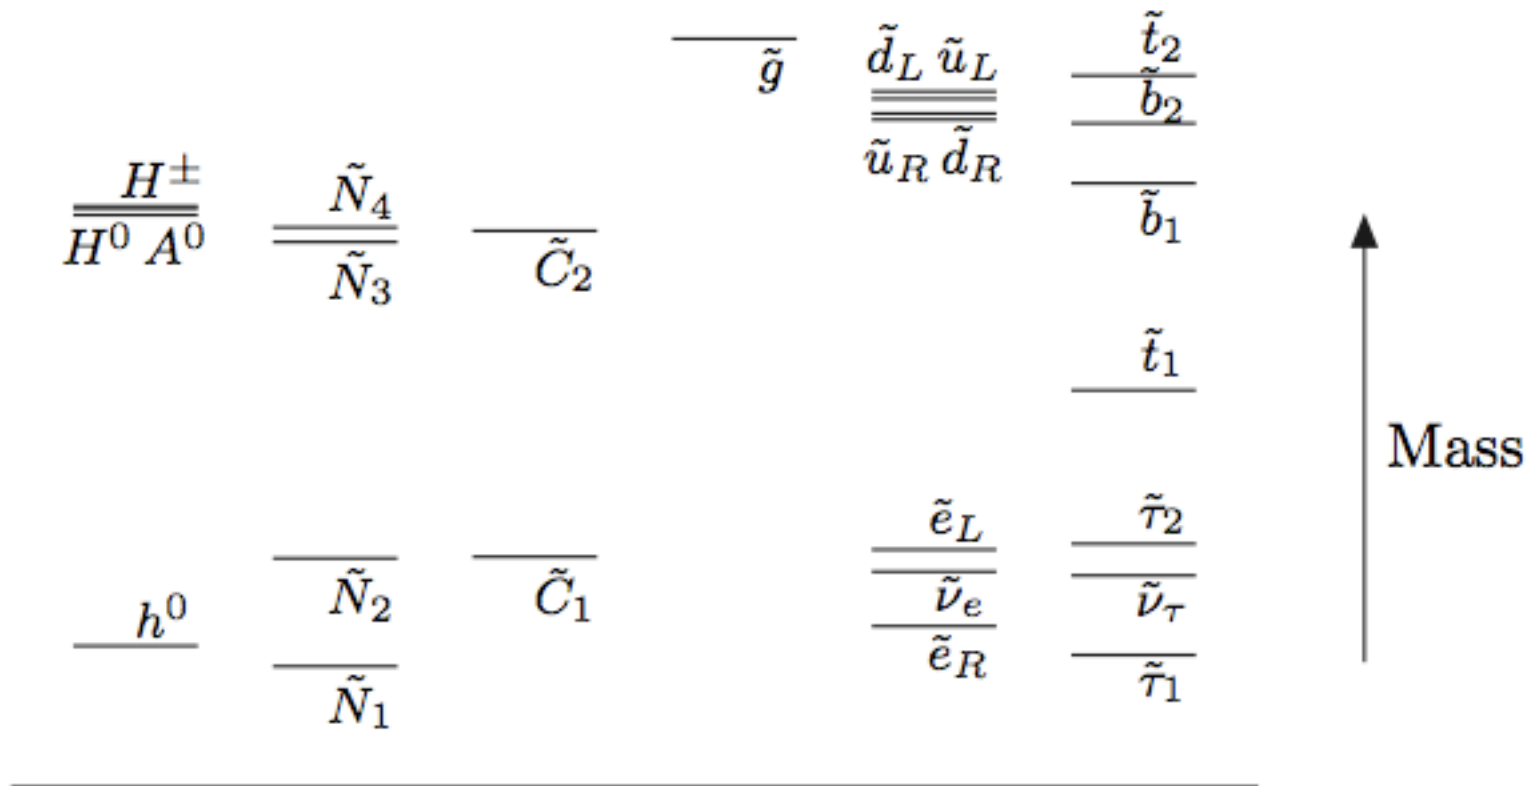 g̃
d̃_L ũ_L
ũ_R d̃_R
t̃_2
b̃_2
b̃_1
H^±
H^0 A^0
Ñ_4
Ñ_3
C̃_2
t̃_1
Mass
h^0
Ñ_2
Ñ_1
C̃_1
ẽ_L
ν̃_e
ẽ_R
τ̃_2
ν̃_τ
τ̃_1